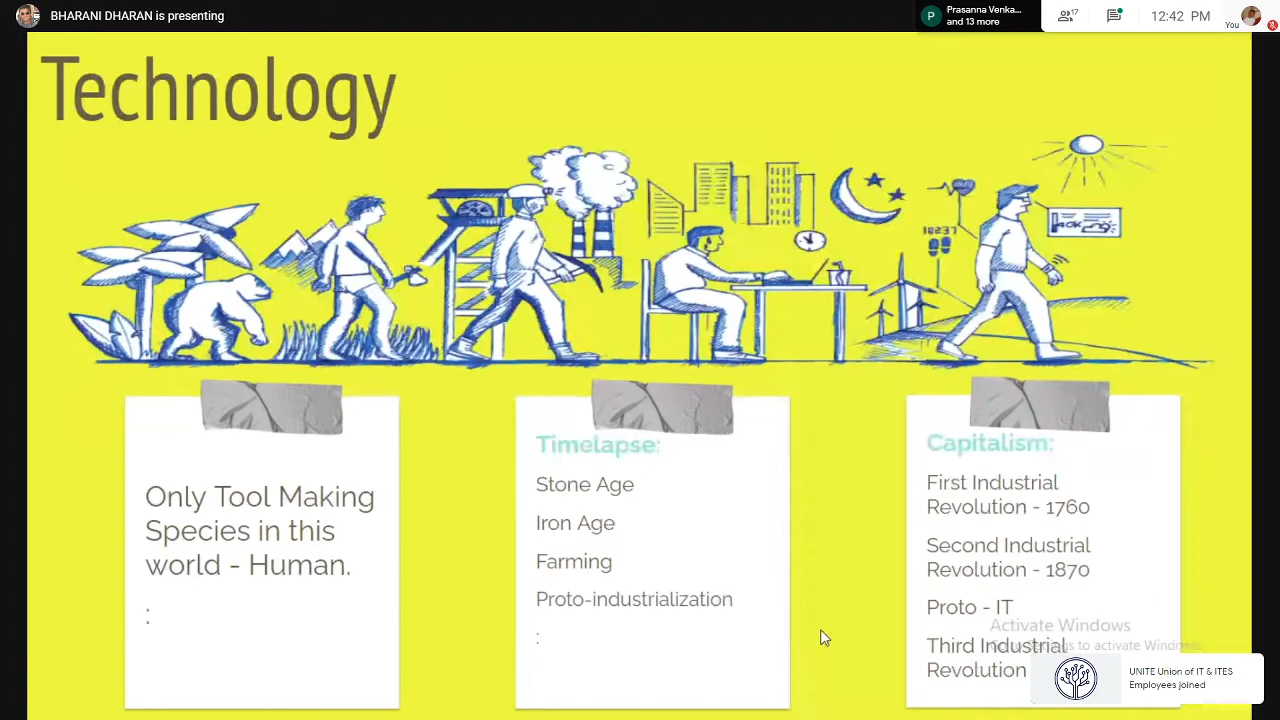 BHARANI DHARAN is presenting
P
Prasanna Venka...
and 13 more
17
12:42 PM
You
Technology
10237
OK
Only Tool Making
Species in this
world - Human.
:
Timelapse:
Stone Age
Iron Age
Farming
Proto-industrialization
:
Capitalism:
First Industrial
Revolution - 1760
Second Industrial
Revolution - 1870
Proto - IT
Third Industrial
Revolution
Activate Windows
UNITE Union of IT & ITES
Employees joined